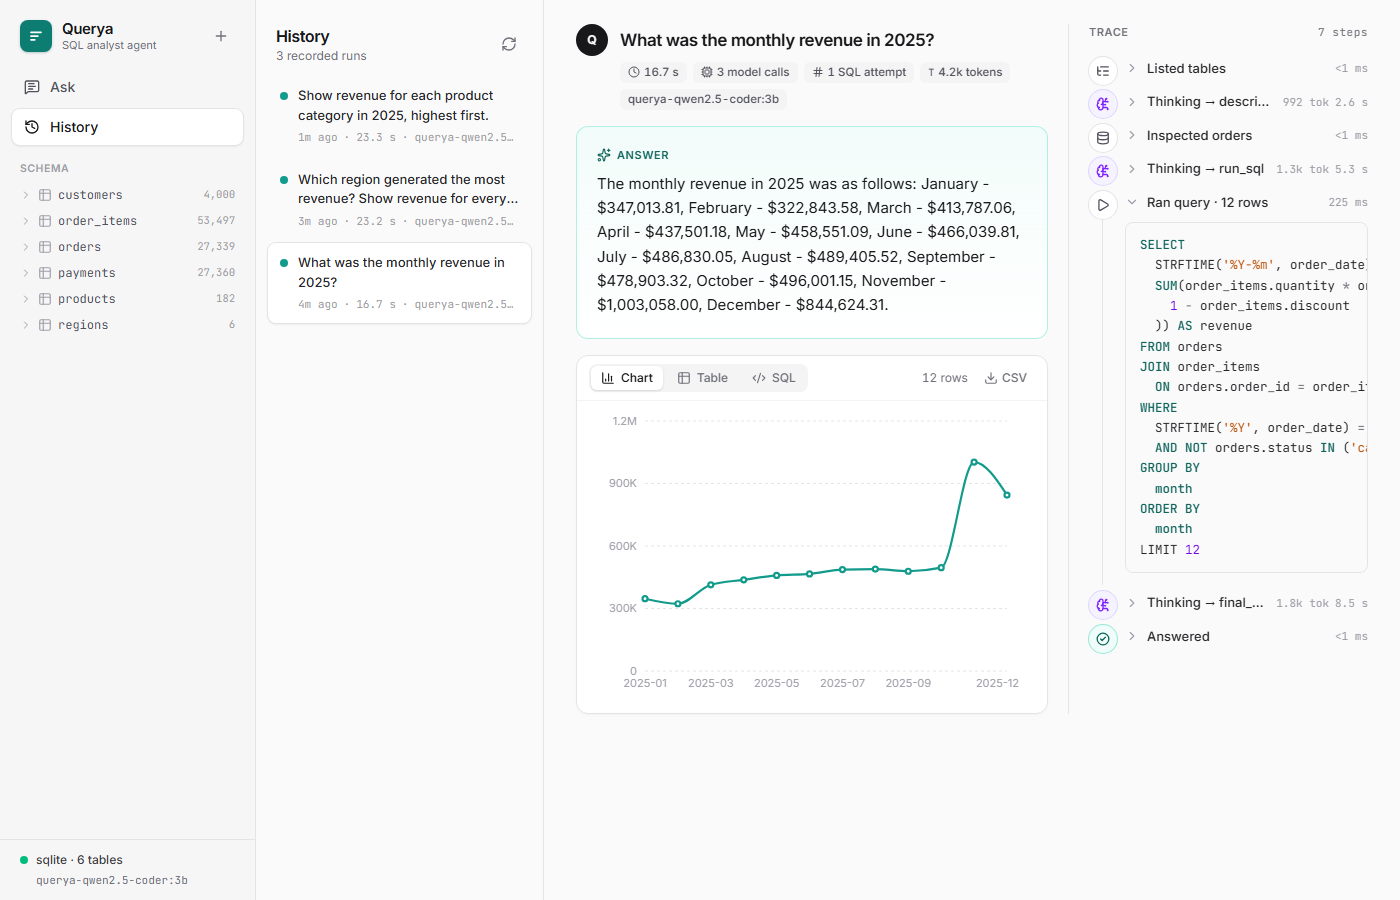 Querya
SQL analyst agent
Ask
History
SCHEMA
customers 4,000
order_items 53,497
orders 27,339
payments 27,360
products 182
regions 6
sqlite · 6 tables
querya-qwen2.5-coder:3b
History
3 recorded runs
Show revenue for each product
category in 2025, highest first.
1m ago · 23.3 s · querya-qwen2.5…
Which region generated the most
revenue? Show revenue for every…
3m ago · 23.2 s · querya-qwen2.5…
What was the monthly revenue in
2025?
4m ago · 16.7 s · querya-qwen2.5…
Q What was the monthly revenue in 2025?
16.7 s 3 model calls # 1 SQL attempt T 4.2k tokens
querya-qwen2.5-coder:3b
ANSWER
The monthly revenue in 2025 was as follows: January -
$347,013.81, February - $322,843.58, March - $413,787.06,
April - $437,501.18, May - $458,551.09, June - $466,039.81,
July - $486,830.05, August - $489,405.52, September -
$478,903.32, October - $496,001.15, November -
$1,003,058.00, December - $844,624.31.
Chart Table SQL 12 rows CSV
1.2M
900K
600K
300K
0
2025-01 2025-03 2025-05 2025-07 2025-09 2025-12
TRACE 7 steps
Listed tables <1 ms
Thinking → descri… 992 tok 2.6 s
Inspected orders <1 ms
Thinking → run_sql 1.3k tok 5.3 s
Ran query · 12 rows 225 ms
SELECT
STRFTIME('%Y-%m', order_date)
SUM(order_items.quantity * or
1 - order_items.discount
)) AS revenue
FROM orders
JOIN order_items
ON orders.order_id = order_it
WHERE
STRFTIME('%Y', order_date) =
AND NOT orders.status IN ('ca
GROUP BY
month
ORDER BY
month
LIMIT 12
Thinking → final_… 1.8k tok 8.5 s
Answered <1 ms